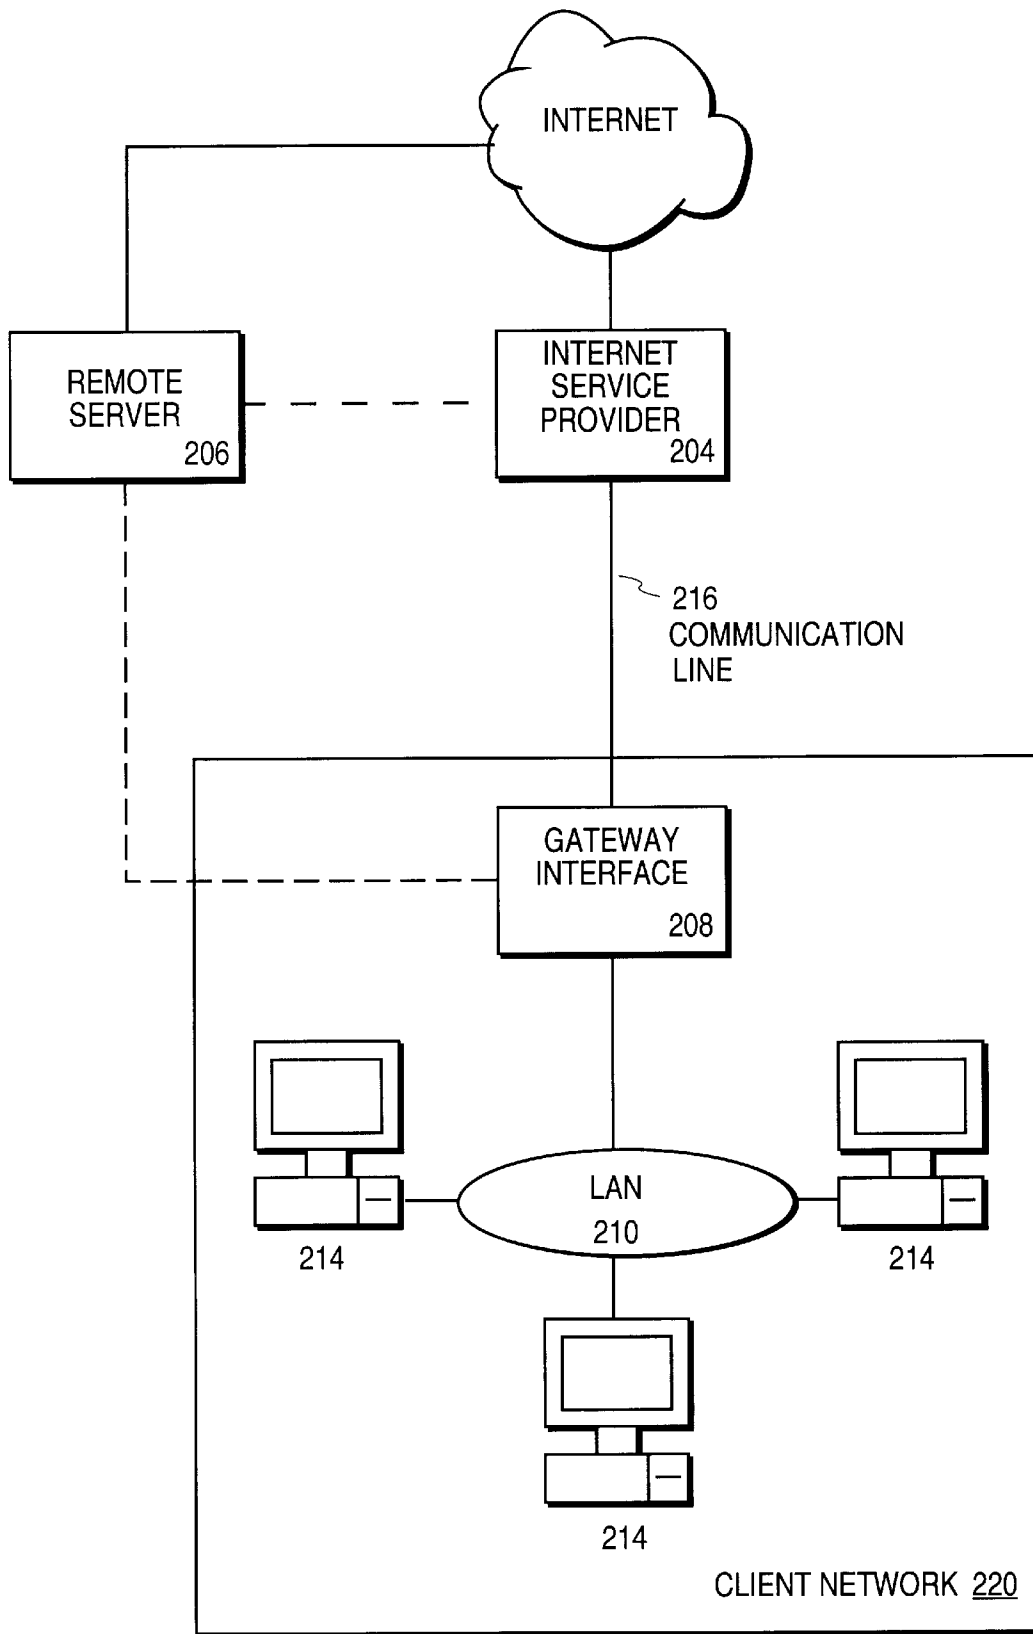 INTERNET
REMOTE
SERVER
206
INTERNET
SERVICE
PROVIDER
204
216
COMMUNICATION
LINE
GATEWAY
INTERFACE
208
LAN
210
214
214
214
CLIENT NETWORK 220